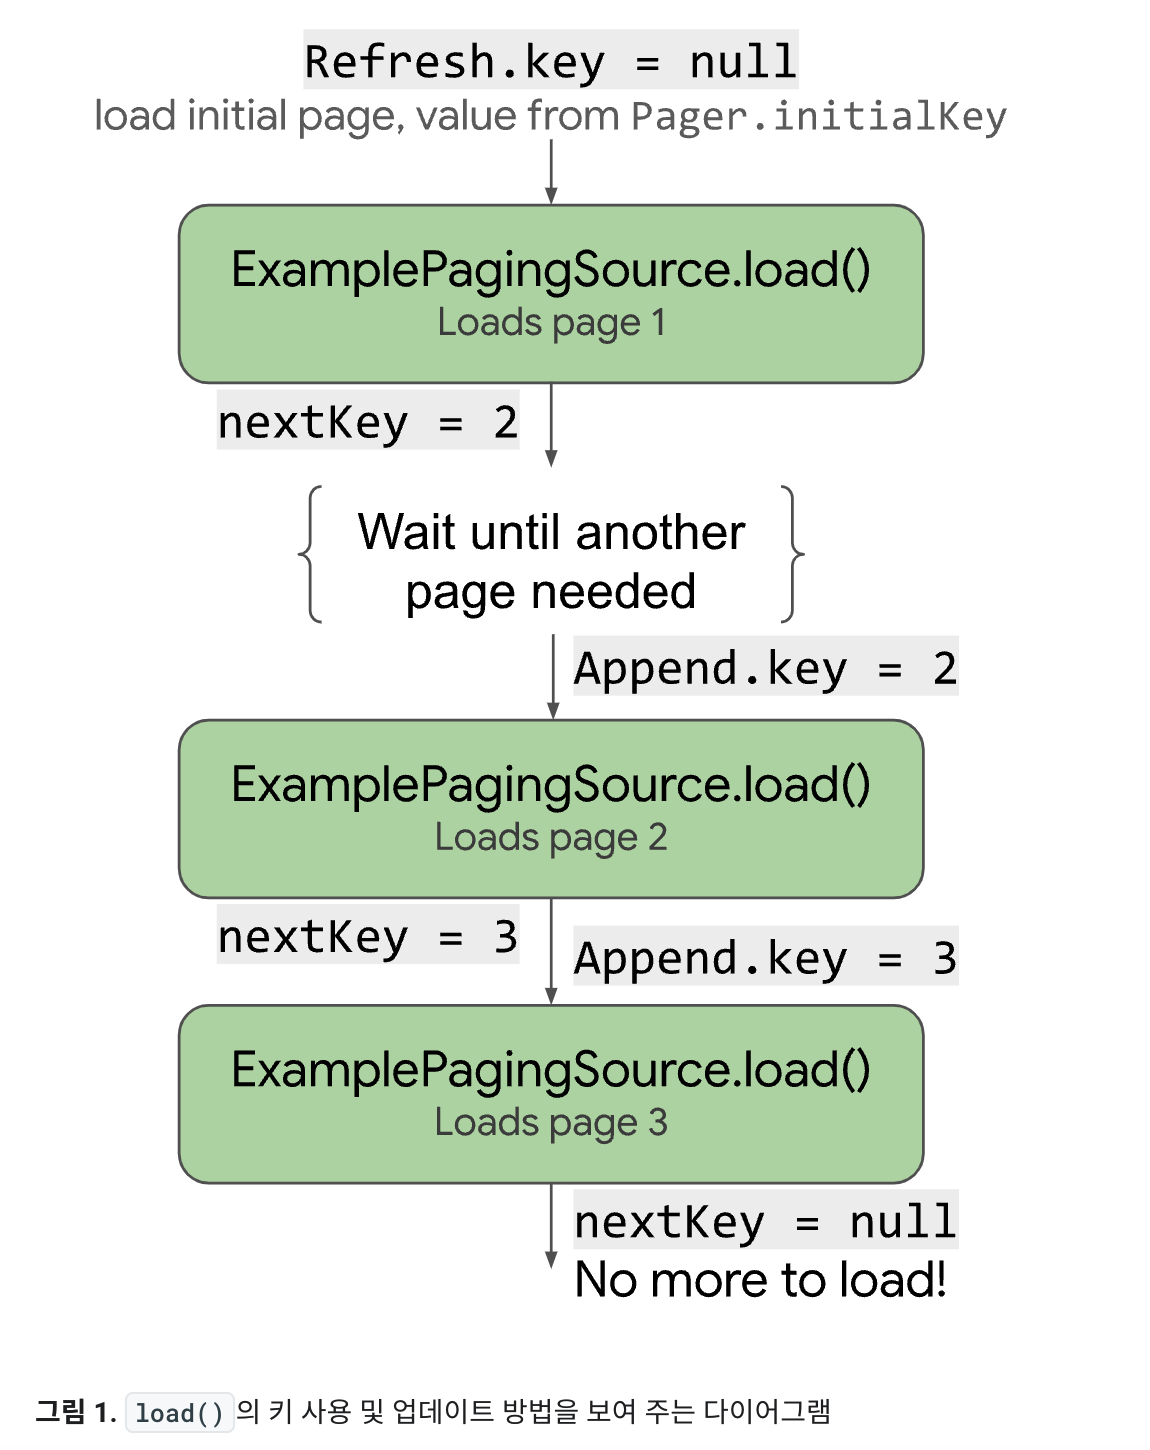 Refresh.key = null
load initial page, value from Pager.initialKey
ExamplePagingSource.load()
Loads page 1
nextKey = 2
Wait until another
page needed
Append.key = 2
ExamplePagingSource.load()
Loads page 2
nextKey = 3
Append.key = 3
ExamplePagingSource.load()
Loads page 3
nextKey = null
No more to load!
그림 1. load()의 키 사용 및 업데이트 방법을 보여 주는 다이어그램